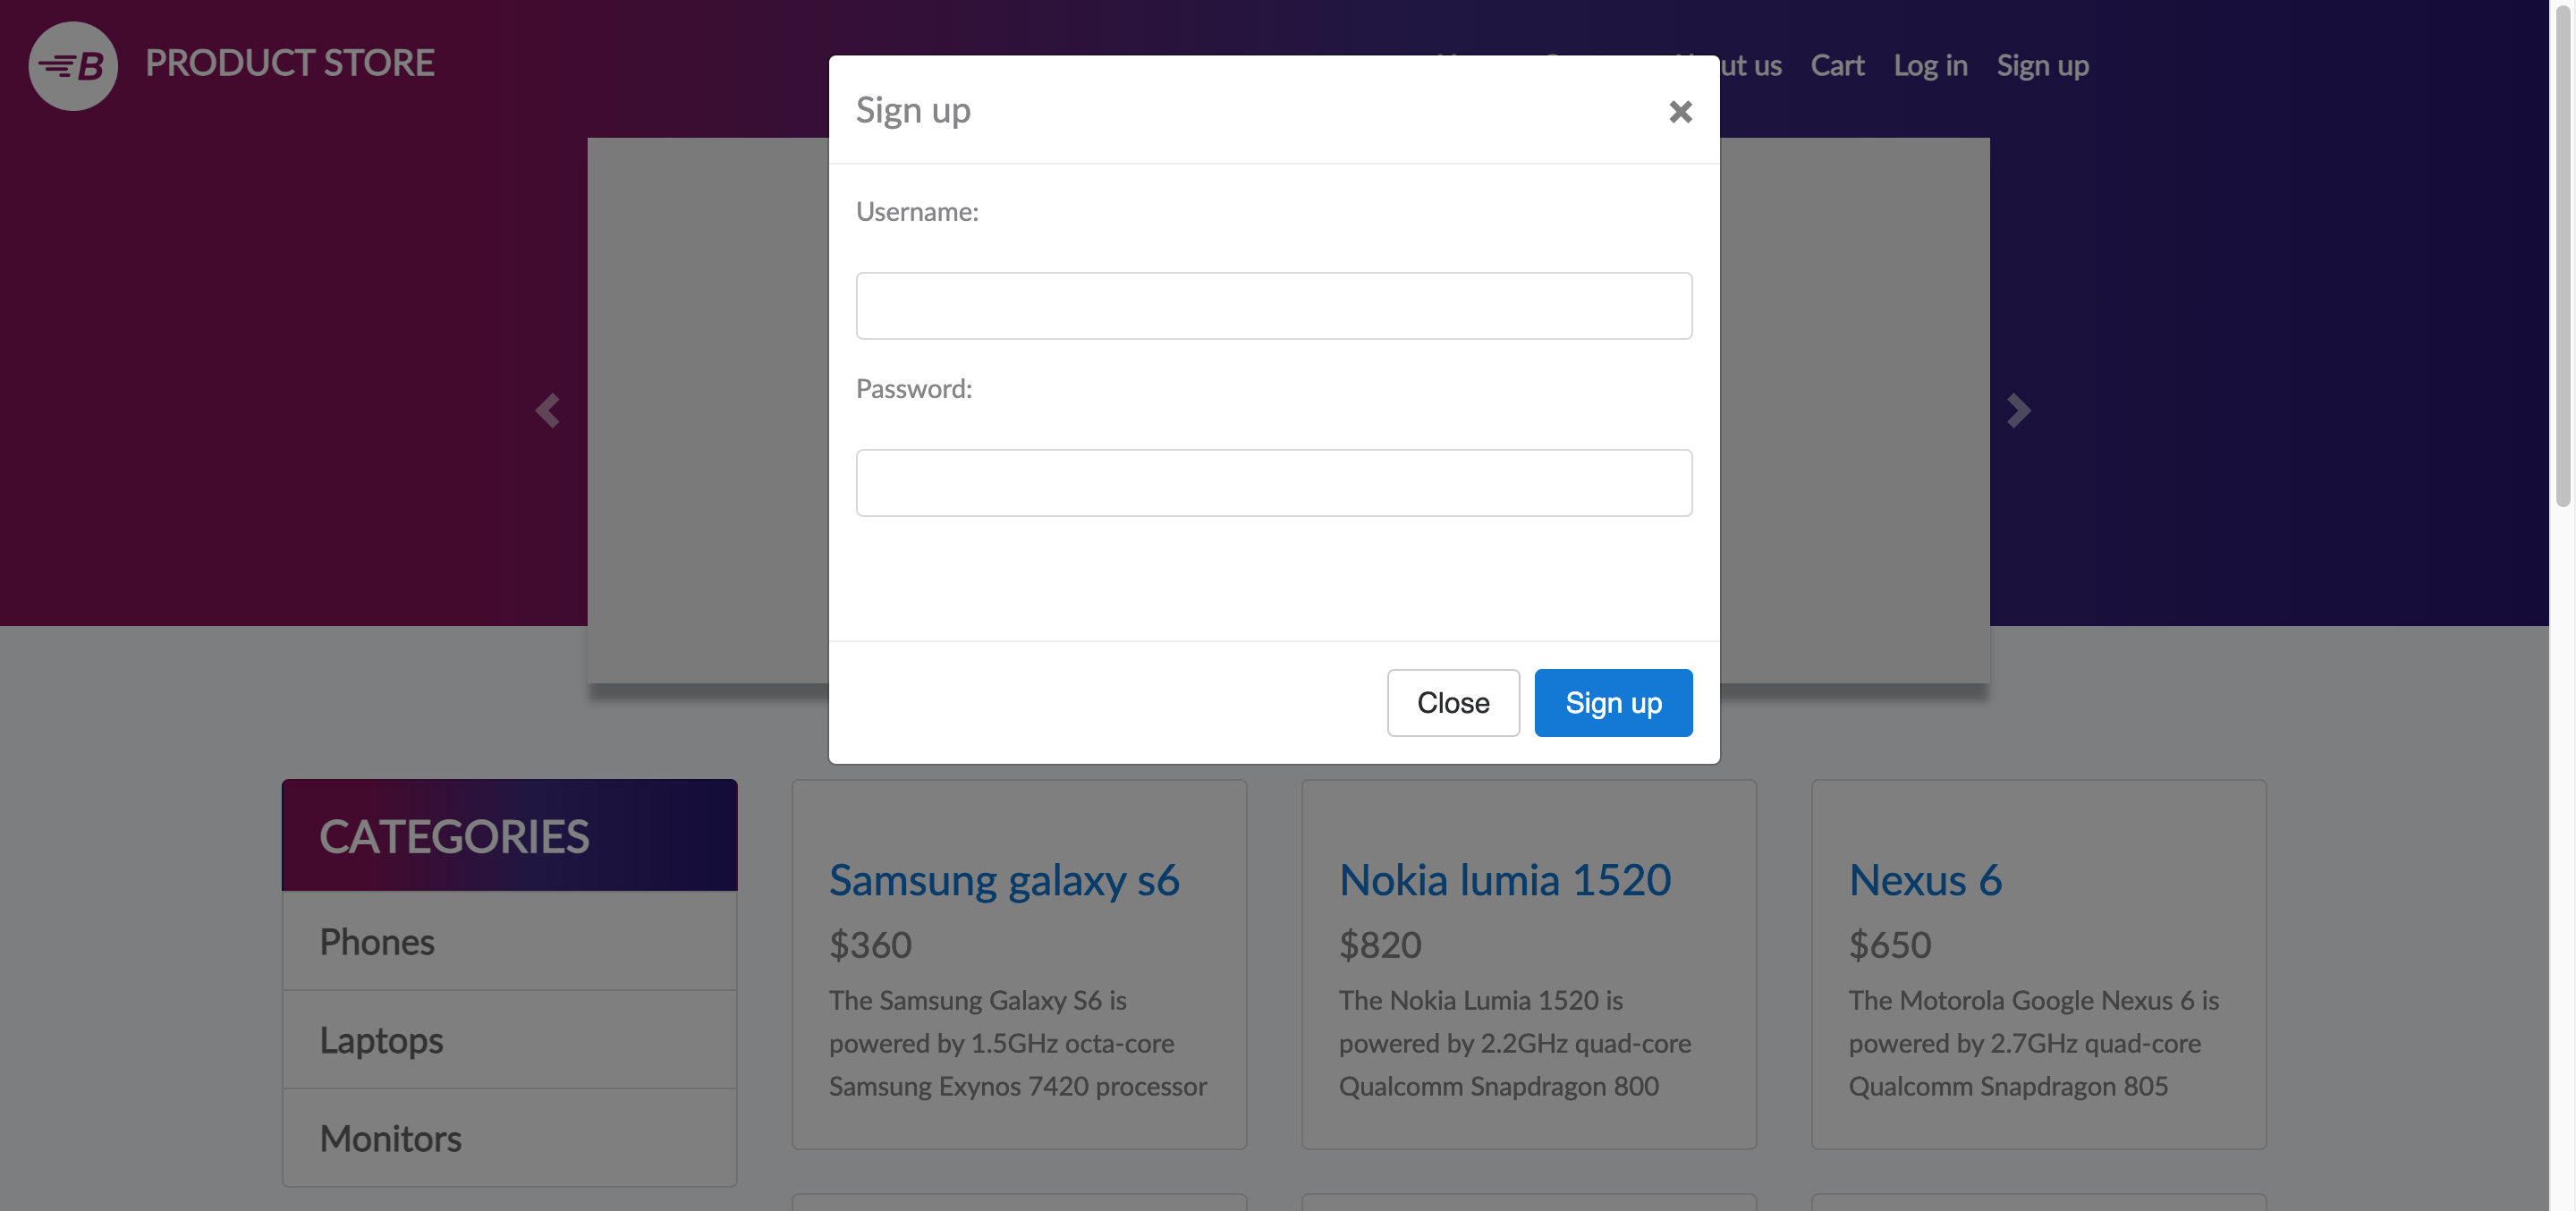 B PRODUCT STORE
ut us Cart Log in Sign up
Sign up
Username:
Password:
Close Sign up
CATEGORIES
Phones
Laptops
Monitors
Samsung galaxy s6
$360
The Samsung Galaxy S6 is
powered by 1.5GHz octa-core
Samsung Exynos 7420 processor
Nokia lumia 1520
$820
The Nokia Lumia 1520 is
powered by 2.2GHz quad-core
Qualcomm Snapdragon 800
Nexus 6
$650
The Motorola Google Nexus 6 is
powered by 2.7GHz quad-core
Qualcomm Snapdragon 805